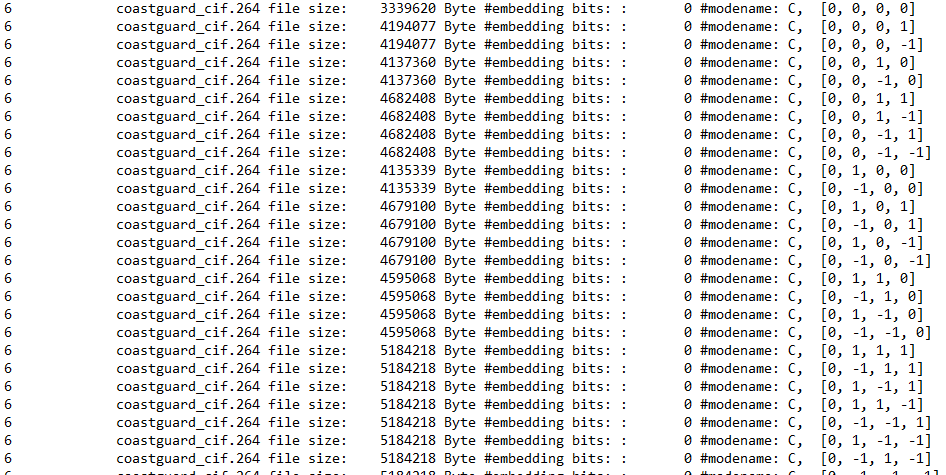 6 coastguard_cif.264 file size: 3339620 Byte #embedding bits: : 0 #modename: C, [0, 0, 0, 0]
6 coastguard_cif.264 file size: 4194077 Byte #embedding bits: : 0 #modename: C, [0, 0, 0, 1]
6 coastguard_cif.264 file size: 4194077 Byte #embedding bits: : 0 #modename: C, [0, 0, 0, -1]
6 coastguard_cif.264 file size: 4137360 Byte #embedding bits: : 0 #modename: C, [0, 0, 1, 0]
6 coastguard_cif.264 file size: 4137360 Byte #embedding bits: : 0 #modename: C, [0, 0, -1, 0]
6 coastguard_cif.264 file size: 4682408 Byte #embedding bits: : 0 #modename: C, [0, 0, 1, 1]
6 coastguard_cif.264 file size: 4682408 Byte #embedding bits: : 0 #modename: C, [0, 0, 1, -1]
6 coastguard_cif.264 file size: 4682408 Byte #embedding bits: : 0 #modename: C, [0, 0, -1, 1]
6 coastguard_cif.264 file size: 4682408 Byte #embedding bits: : 0 #modename: C, [0, 0, -1, -1]
6 coastguard_cif.264 file size: 4135339 Byte #embedding bits: : 0 #modename: C, [0, 1, 0, 0]
6 coastguard_cif.264 file size: 4135339 Byte #embedding bits: : 0 #modename: C, [0, -1, 0, 0]
6 coastguard_cif.264 file size: 4679100 Byte #embedding bits: : 0 #modename: C, [0, 1, 0, 1]
6 coastguard_cif.264 file size: 4679100 Byte #embedding bits: : 0 #modename: C, [0, -1, 0, 1]
6 coastguard_cif.264 file size: 4679100 Byte #embedding bits: : 0 #modename: C, [0, 1, 0, -1]
6 coastguard_cif.264 file size: 4679100 Byte #embedding bits: : 0 #modename: C, [0, -1, 0, -1]
6 coastguard_cif.264 file size: 4595068 Byte #embedding bits: : 0 #modename: C, [0, 1, 1, 0]
6 coastguard_cif.264 file size: 4595068 Byte #embedding bits: : 0 #modename: C, [0, -1, 1, 0]
6 coastguard_cif.264 file size: 4595068 Byte #embedding bits: : 0 #modename: C, [0, 1, -1, 0]
6 coastguard_cif.264 file size: 4595068 Byte #embedding bits: : 0 #modename: C, [0, -1, -1, 0]
6 coastguard_cif.264 file size: 5184218 Byte #embedding bits: : 0 #modename: C, [0, 1, 1, 1]
6 coastguard_cif.264 file size: 5184218 Byte #embedding bits: : 0 #modename: C, [0, -1, 1, 1]
6 coastguard_cif.264 file size: 5184218 Byte #embedding bits: : 0 #modename: C, [0, 1, -1, 1]
6 coastguard_cif.264 file size: 5184218 Byte #embedding bits: : 0 #modename: C, [0, 1, 1, -1]
6 coastguard_cif.264 file size: 5184218 Byte #embedding bits: : 0 #modename: C, [0, -1, -1, 1]
6 coastguard_cif.264 file size: 5184218 Byte #embedding bits: : 0 #modename: C, [0, 1, -1, -1]
6 coastguard_cif.264 file size: 5184218 Byte #embedding bits: : 0 #modename: C, [0, -1, 1, -1]